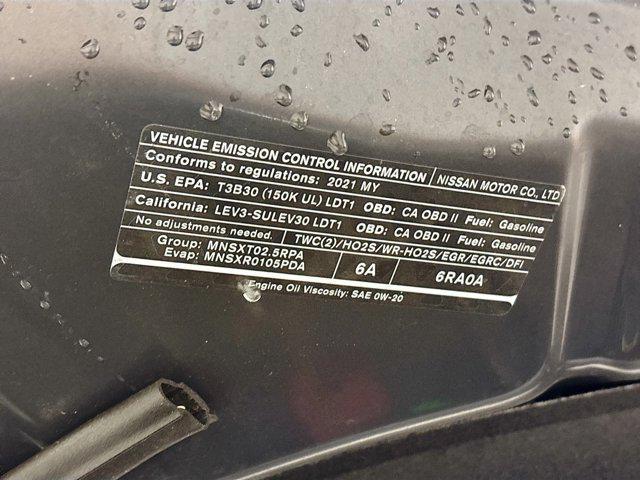 VEHICLE EMISSION CONTROL INFORMATION NISSAN MOTOR CO., LTD
Conforms to regulations: 2021 MY
U.S. EPA: T3B30 (150K UL) LDT1 OBD: CA OBD II Fuel: Gasoline
California: LEV3-SULEV30 LDT1 OBD: CA OBD II Fuel: Gasoline
No adjustments needed. TWC(2)/HO2S/WR-HO2S/EGR/EGRC/DFI
Group: MNSXT02.5RPA
Evap: MNSXR0105PDA 6A 6RA0A
Engine Oil Viscosity: SAE 0W-20